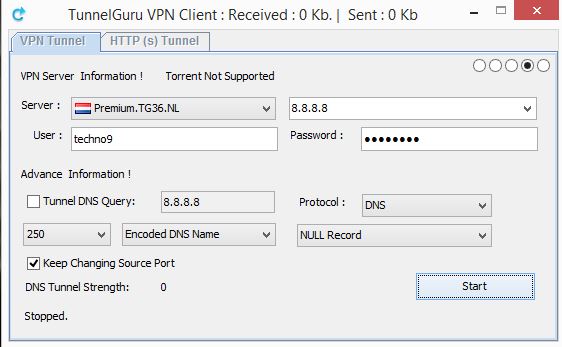 TunnelGuru VPN Client : Received : 0 Kb. | Sent : 0 Kb
VPN Tunnel HTTP (s) Tunnel
VPN Server Information ! Torrent Not Supported
Server : Premium.TG36.NL 8.8.8.8
User : techno9 Password : ●●●●●●●●
Advance Information !
Tunnel DNS Query: 8.8.8.8 Protocol : DNS
250 Encoded DNS Name NULL Record
Keep Changing Source Port
DNS Tunnel Strength: 0 Start
Stopped.